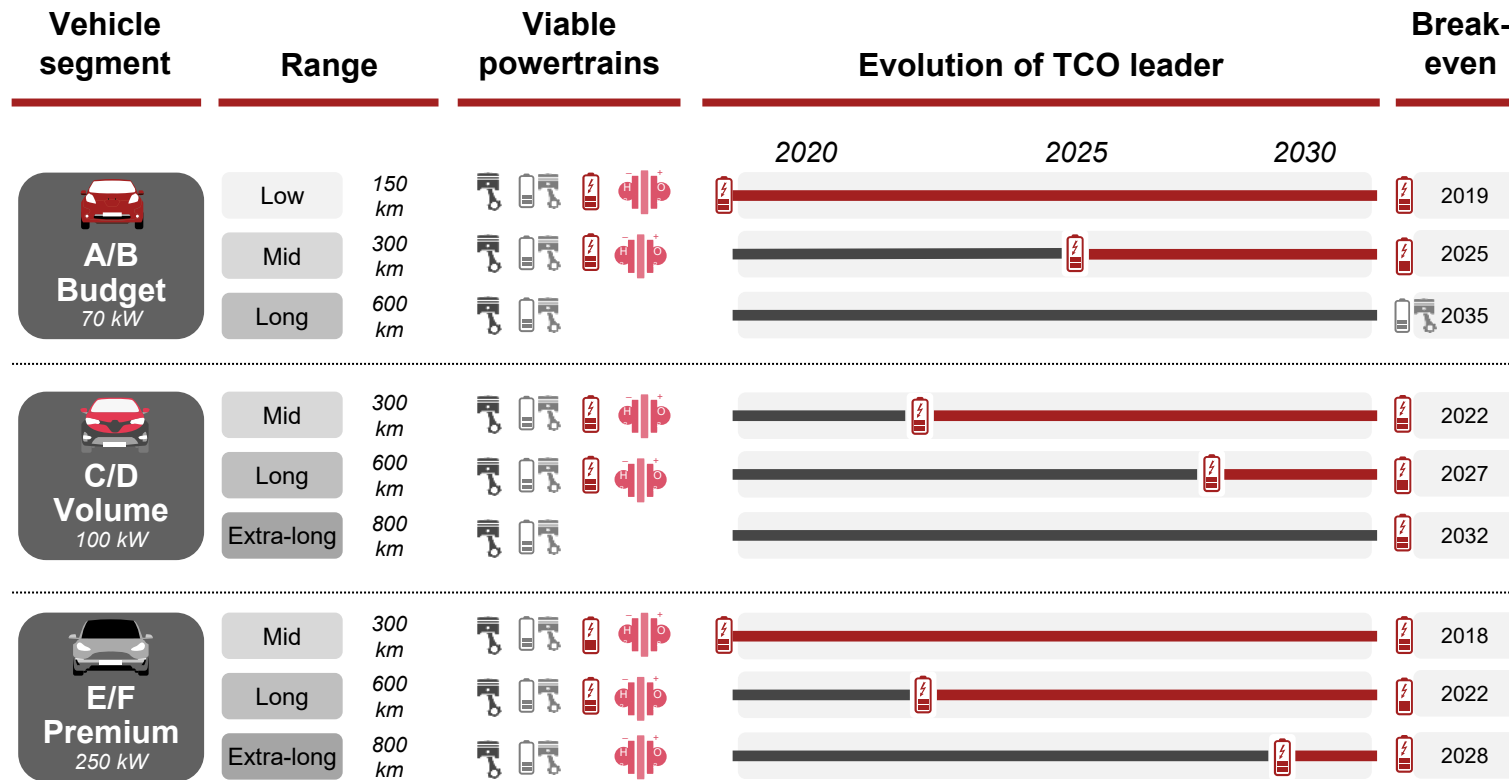 Vehicle
segment
Range
Viable
powertrains
Evolution of TCO leader
Break-
even
2020 2025 2030
A/B
Budget
70 kW
Low 150
km
H O
2019
Mid 300
km
H O
2025
Long 600
km
2035
C/D
Volume
100 kW
Mid 300
km
H O
2022
Long 600
km
H O
2027
Extra-long 800
km
2032
E/F
Premium
250 kW
Mid 300
km
H O
2018
Long 600
km
H O
2022
Extra-long 800
km
H O
2028